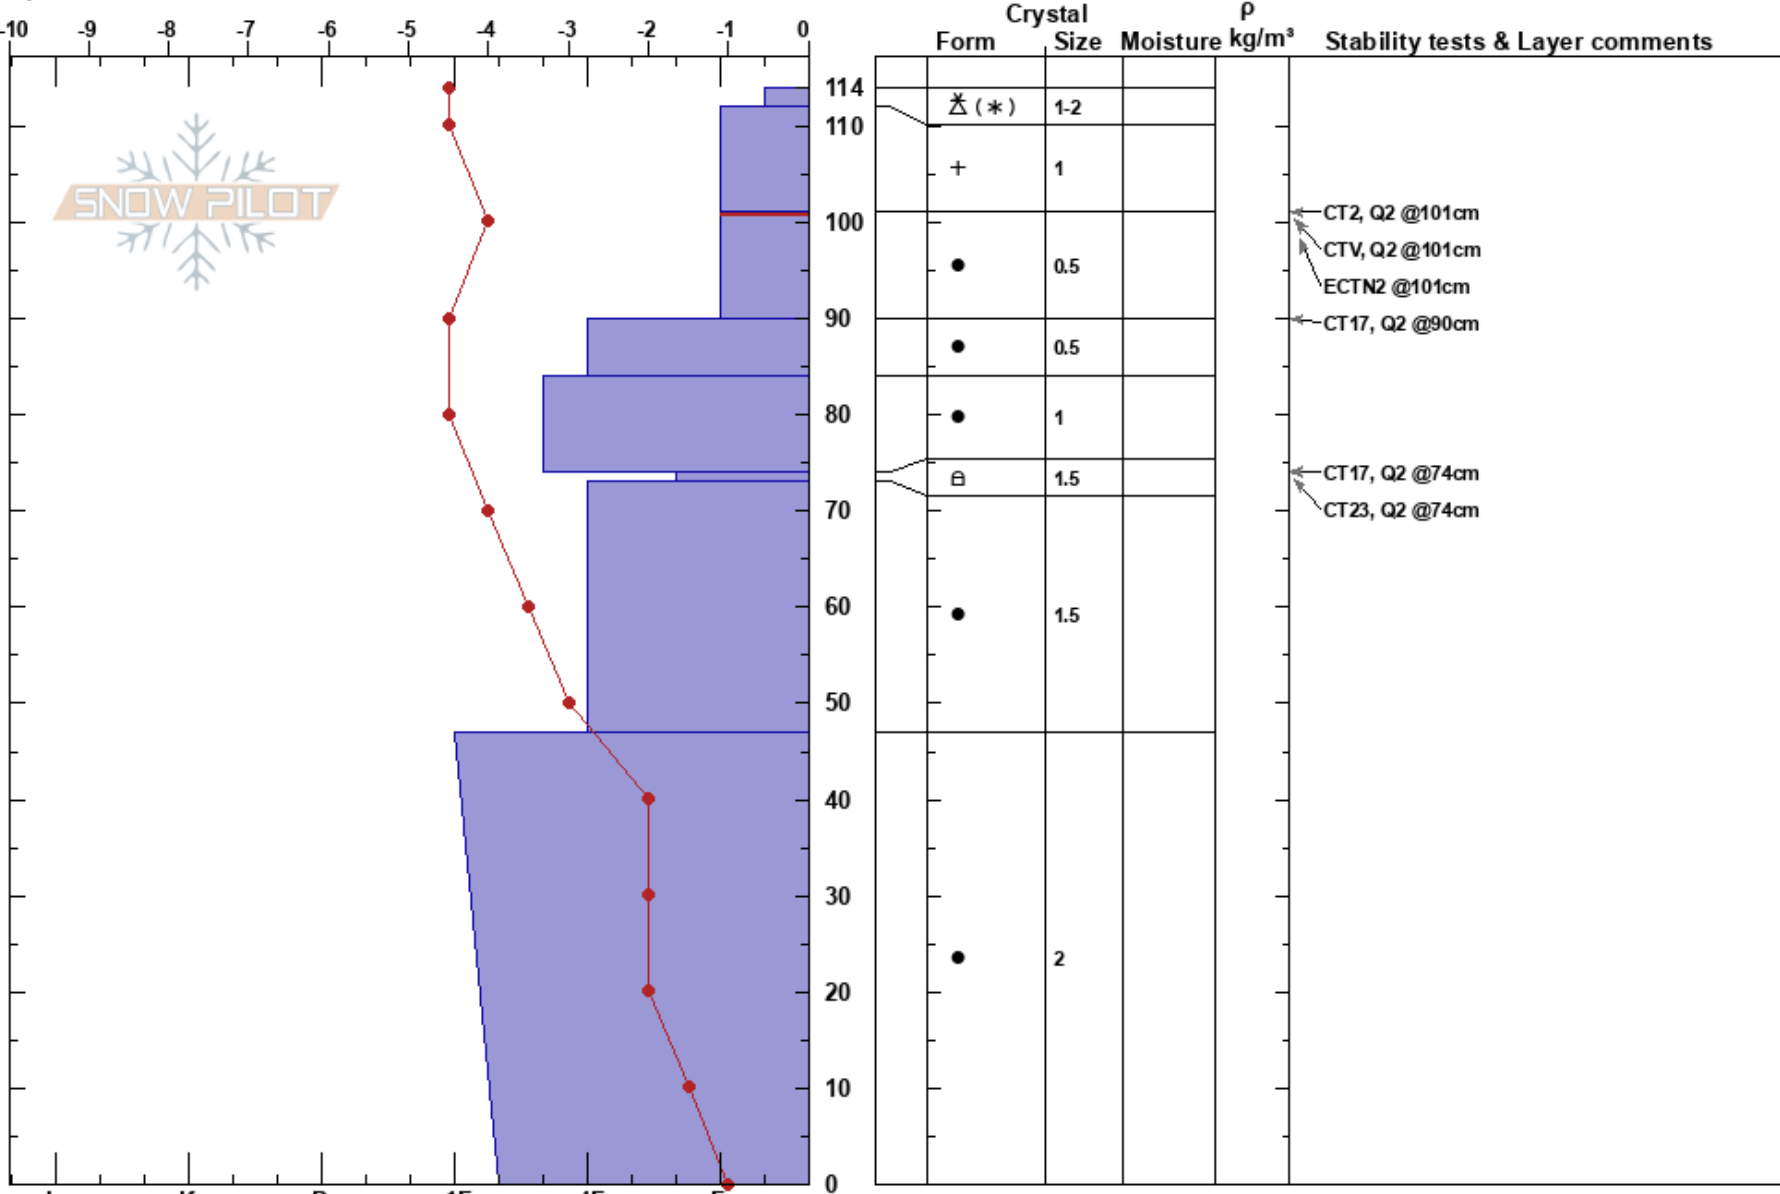 Crystal ρ
-10 -9 -8 -7 -6 -5 -4 -3 -2 -1 0 Form Size Moisture kg/m³ Stability tests & Layer comments
114
(*) 1-2
110
SNOW PILOT
+ 1
CT2, Q2 @101cm
100
CTV, Q2 @101cm
0.5
ECTN2 @101cm
90
CT17, Q2 @90cm
0.5
80 1
CT17, Q2 @74cm
1.5
70 CT23, Q2 @74cm
60
1.5
50
40
30
2
20
10
0